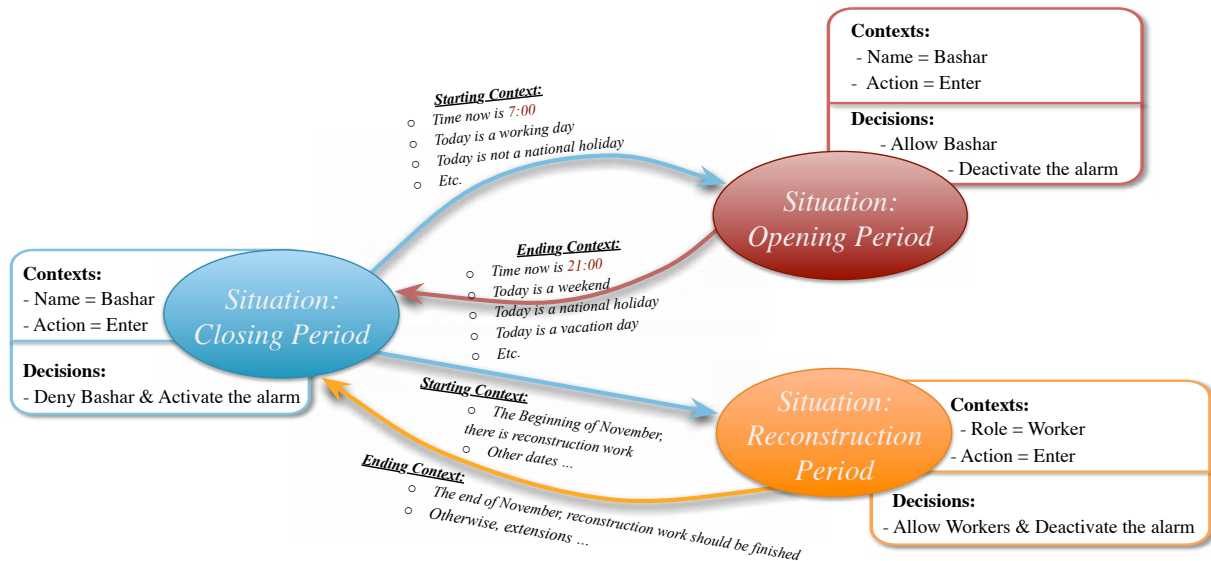 Contexts:
- Name = Bashar
- Action = Enter
Decisions:
- Allow Bashar
- Deactivate the alarm
Starting Context:
o Time now is 7:00
o Today is a working day
o Today is not a national holiday
o Etc.
Situation:
Opening Period
Ending Context:
o Time now is 21:00
o Today is a weekend
o Today is a national holiday
o Today is a vacation day
o Etc.
Contexts:
- Name = Bashar
- Action = Enter
Decisions:
- Deny Bashar & Activate the alarm
Situation:
Closing Period
Starting Context:
o The Beginning of November,
there is reconstruction work
o Other dates ...
Ending Context:
o The end of November, reconstruction work should be finished
o Otherwise, extensions ...
Situation:
Reconstruction
Period
Contexts:
- Role = Worker
- Action = Enter
Decisions:
- Allow Workers & Deactivate the alarm